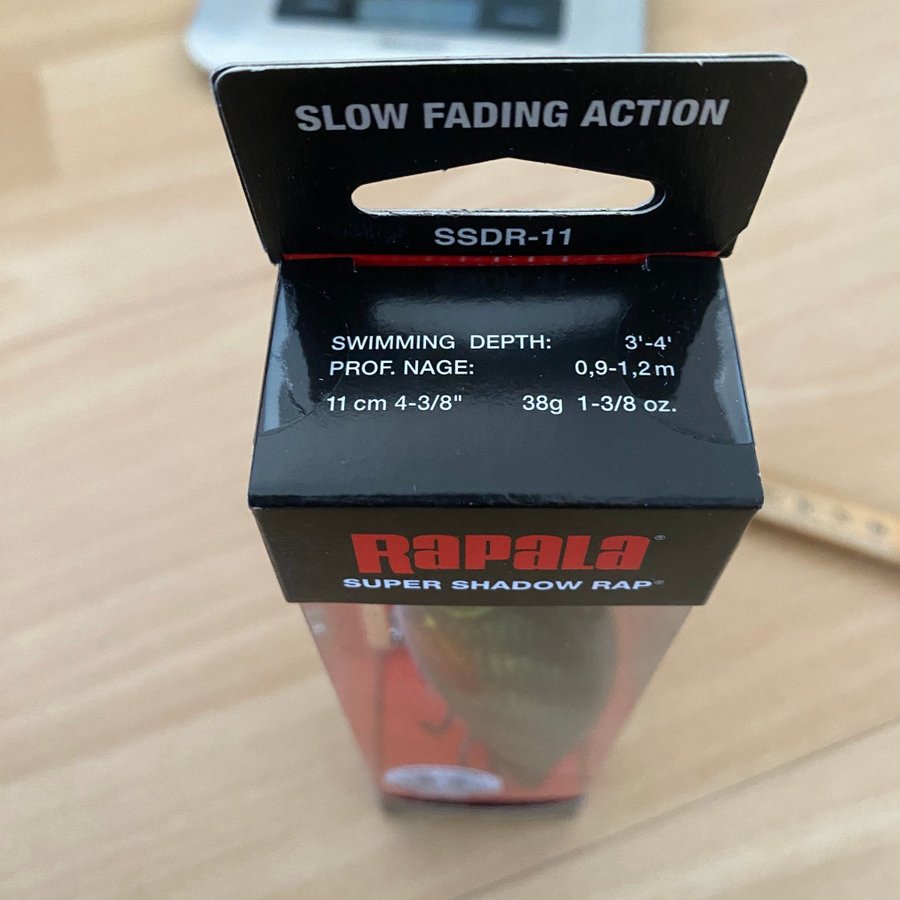 SLOW FADING ACTION
SSDR-11
SWIMMING DEPTH: 3'-4'
PROF. NAGE: 0,9-1,2 m
11 cm 4-3/8" 38g 1-3/8 oz.
RAPALA®
SUPER SHADOW RAP®